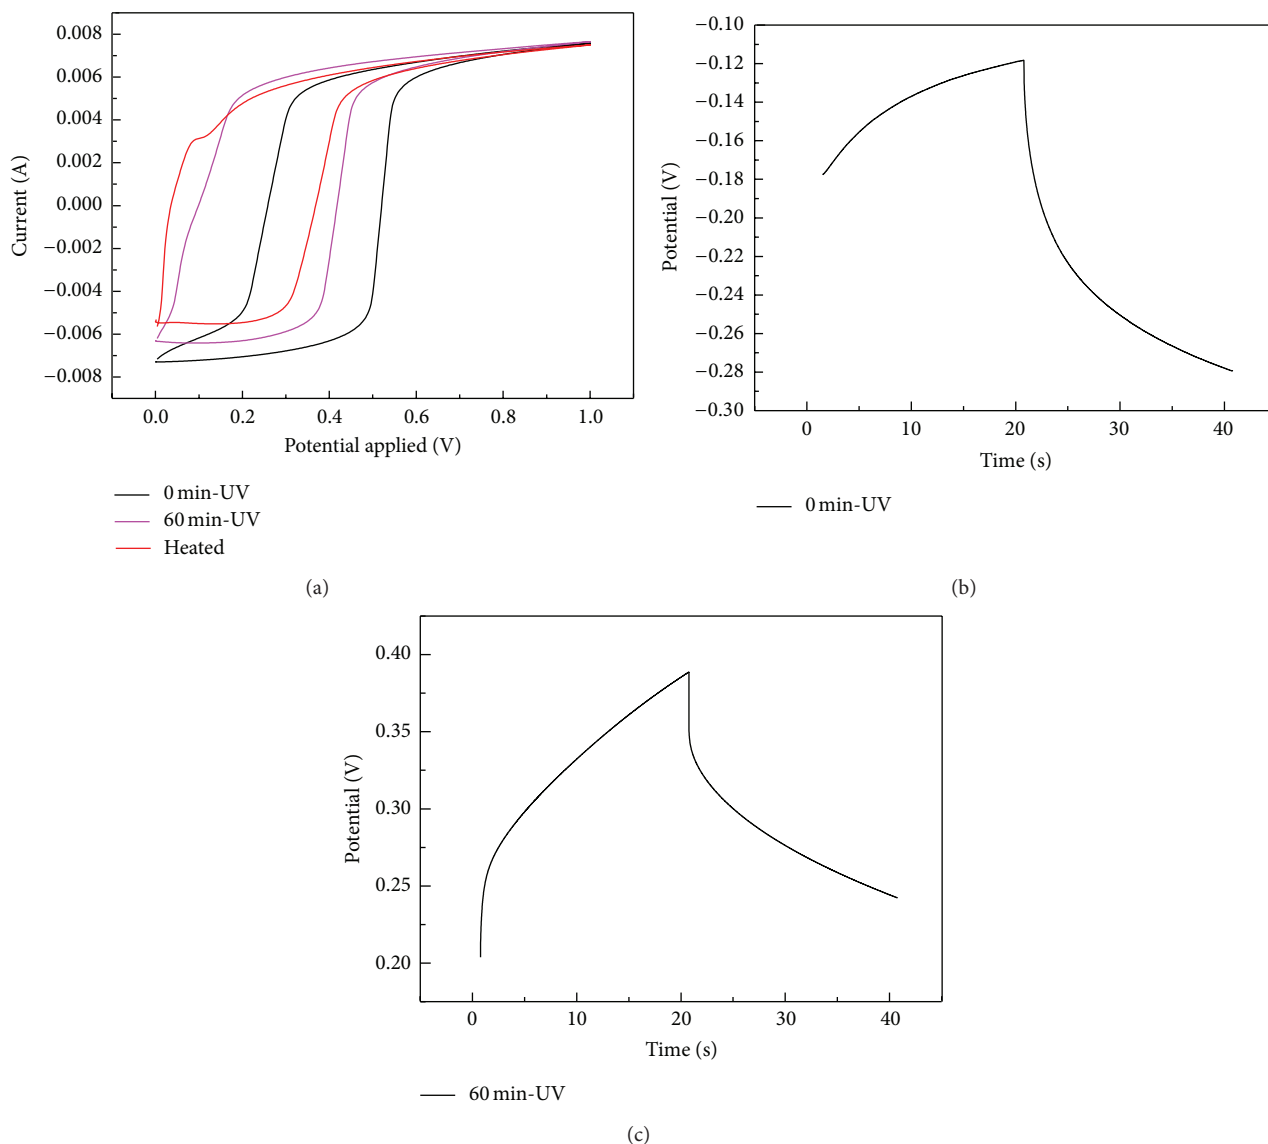 0.008
0.006
0.004
0.002
0.000
−0.002
−0.004
−0.006
−0.008
Current (A)
0.0 0.2 0.4 0.6 0.8 1.0
Potential applied (V)
0 min-UV
60 min-UV
Heated
(a)
−0.10
−0.12
−0.14
−0.16
−0.18
−0.20
−0.22
−0.24
−0.26
−0.28
−0.30
Potential (V)
0 10 20 30 40
Time (s)
0 min-UV
(b)
0.40
0.35
0.30
0.25
0.20
Potential (V)
0 10 20 30 40
Time (s)
60 min-UV
(c)